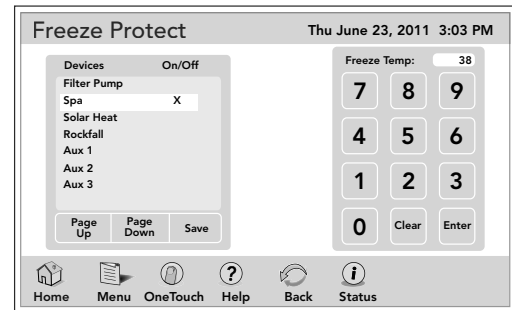 Freeze Protect
Thu June 23, 2011 3:03 PM
Devices On/Off
Filter Pump
Spa X
Solar Heat
Rockfall
Aux 1
Aux 2
Aux 3
Page Up
Page Down
Save
Freeze Temp: 38
7 8 9
4 5 6
1 2 3
0 Clear Enter
? i
Home Menu OneTouch Help Back Status